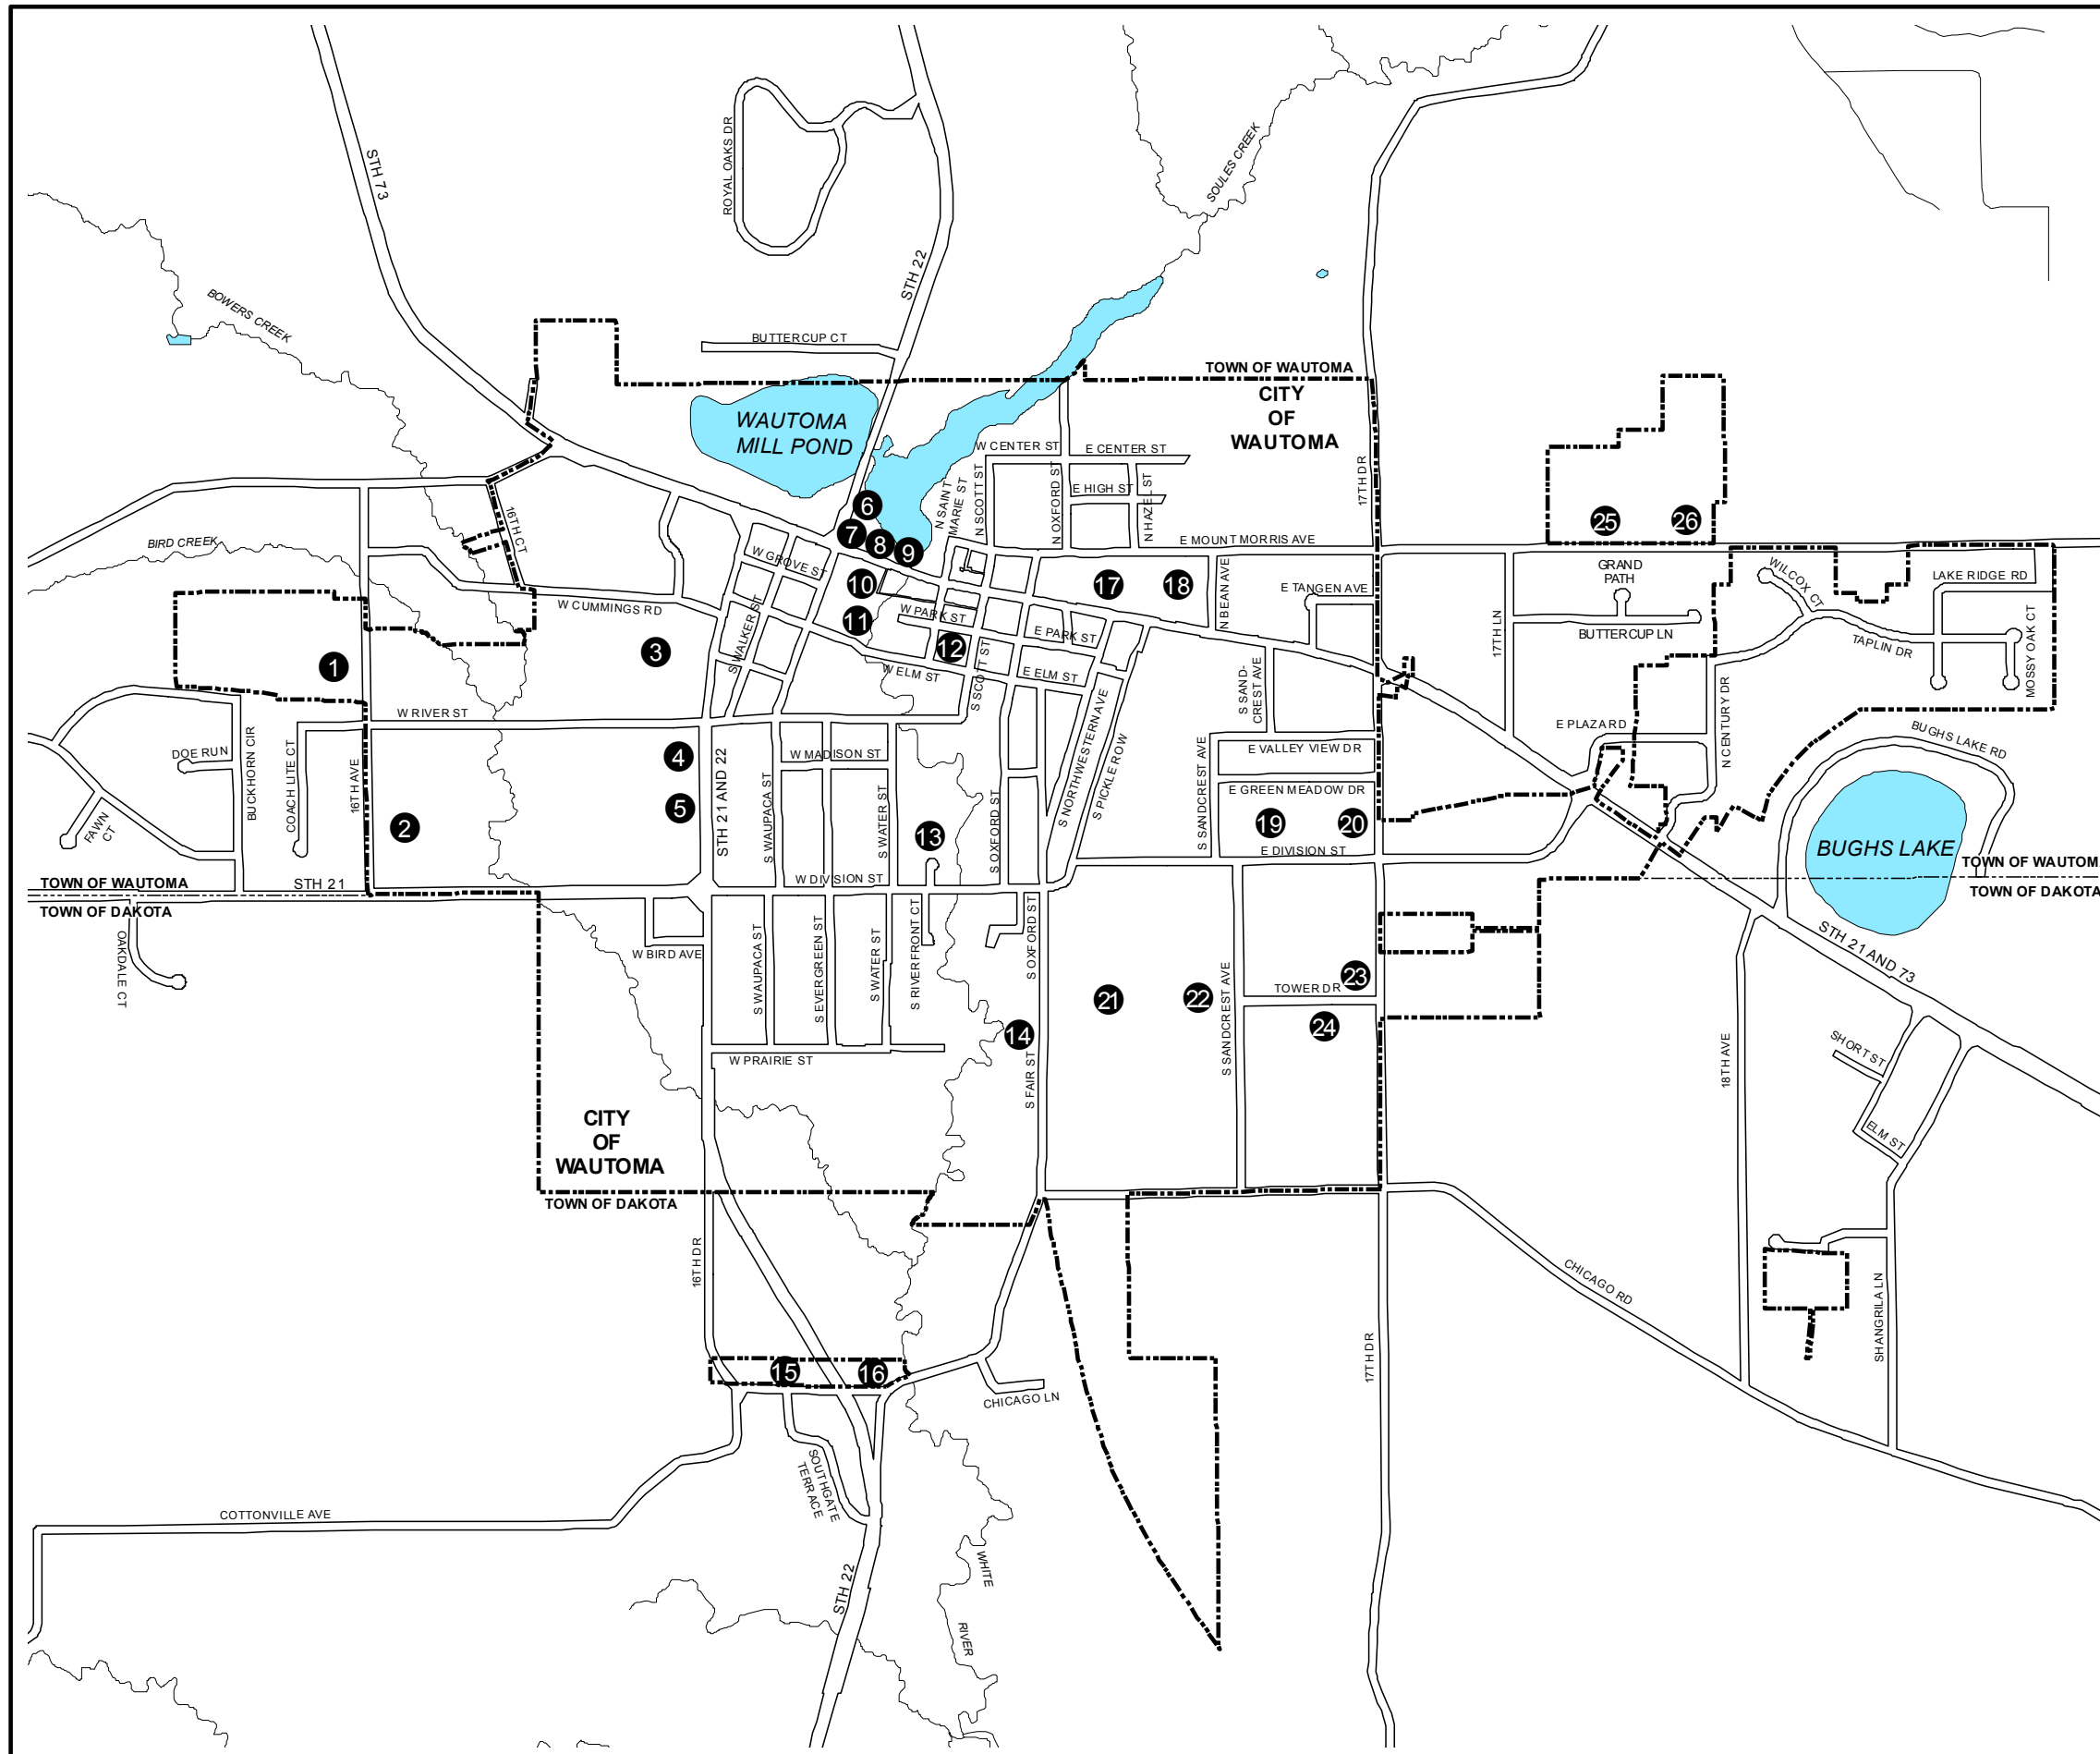 STH 73
ROYAL OAKS DR
STH 22
SOULES CREEK
BOWERS CREEK
BUTTERCUP CT
TOWN OF WAUTOMA
CITY
OF
WAUTOMA
WAUTOMA
MILL POND
W CENTER ST
E CENTER ST
N SAINT
MARIE ST
N SCOTT ST
N OXFORD ST
E HIGH ST
N HAZEL ST
17TH DR
16TH CT
BIRD CREEK
6
7
8
9
25
26
E MOUNT MORRIS AVE
W GROVE ST
10
17
18
N BEAN AVE
E TANGEN AVE
GRAND
PATH
WILCOX CT
LAKE RIDGE RD
W CUMMINGS RD
S WALKER ST
11
W PARK ST
12
E PARK ST
17TH LN
BUTTERCUP LN
TAPLIN DR
MOSSY OAK CT
1
3
W ELM ST
S SCOTT ST
E ELM ST
S SAND-
CREST AVE
N CENTURY DR
W RIVER ST
E PLAZA RD
BUGHS LAKE RD
DOE RUN
BUCKHORN CIR
COACH LITE CT
16TH AVE
4
5
STH 21 AND 22
W MADISON ST
S WAUPACA ST
S WATER ST
S OXFORD ST
S NORTHWESTERN AVE
S PICKLE ROW
S SANDCREST AVE
E VALLEY VIEW DR
E GREEN MEADOW DR
FAWN
CT
2
13
19
20
E DIVISION ST
BUGHS LAKE
TOWN OF WAUTOM
TOWN OF DAKOTA
TOWN OF WAUTOMA
TOWN OF DAKOTA
STH 21
W DIVISION ST
OAKDALE CT
W BIRD AVE
S WAUPACA ST
S EVERGREEN ST
S WATER ST
S RIVERFRONT CT
S OXFORD ST
STH 21 AND 73
21
22
S SANDCREST AVE
23
TOWER DR
24
14
S FAIR ST
W PRAIRIE ST
18TH AVE
SHORT ST
ELM ST
CITY
OF
WAUTOMA
TOWN OF DAKOTA
16TH DR
CHICAGO RD
SHANGRILA LN
17TH DR
15
16
CHICAGO LN
SOUTHGATE
TERRACE
COTTONVILLE AVE
STH 22
WHITE
RIVER